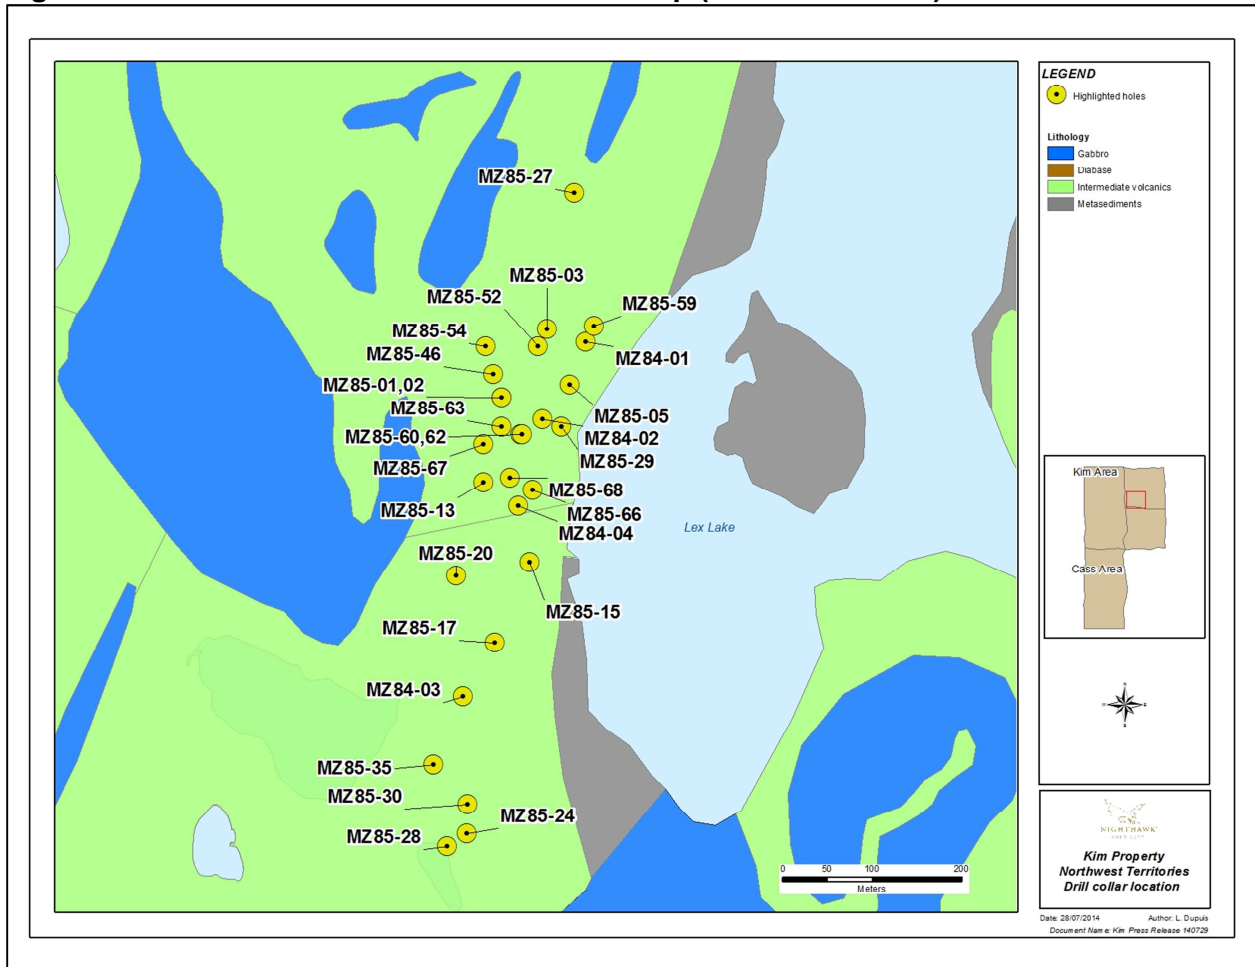 LEGEND
Highlighted holes
Lithology
Gabbro
Diabase
Intermediate volcanics
Metasediments
MZ85-27
MZ85-03
MZ85-52
MZ85-59
MZ85-54
MZ84-01
MZ85-46
MZ85-01,02
MZ85-63
MZ85-05
MZ85-60,62
MZ84-02
MZ85-29
MZ85-67
MZ85-68
MZ85-13
MZ85-66
MZ84-04
Lex Lake
MZ85-20
MZ85-15
MZ85-17
MZ84-03
MZ85-35
MZ85-30
MZ85-24
MZ85-28
0 50 100 200
Meters
Kim Area
Cass Area
NIGHTHAWK
Kim Property
Northwest Territories
Drill collar location
Date: 28/07/2014 Author: L. Dupuis
Document Name: Kim Press Release 140729